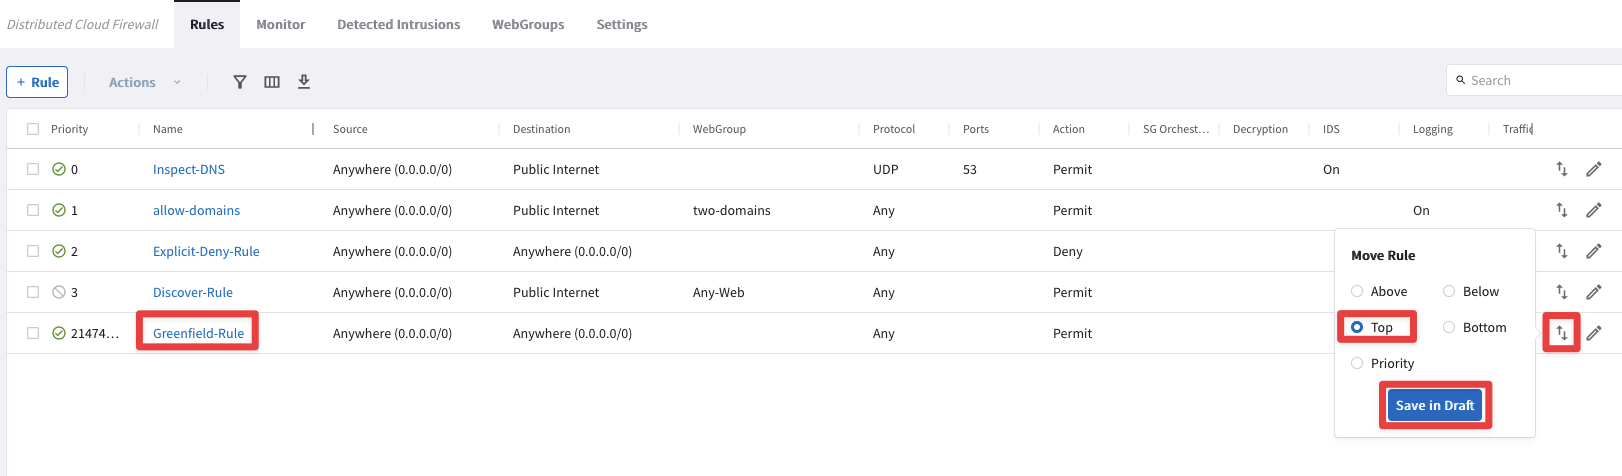 Distributed Cloud Firewall Rules Monitor Detected Intrusions WebGroups Settings
+ Rule Actions Search
Priority Name Source Destination WebGroup Protocol Ports Action SG Orchest... Decryption IDS Logging Traffic
0 Inspect-DNS Anywhere (0.0.0.0/0) Public Internet UDP 53 Permit On
1 allow-domains Anywhere (0.0.0.0/0) Public Internet two-domains Any Permit On
2 Explicit-Deny-Rule Anywhere (0.0.0.0/0) Anywhere (0.0.0.0/0) Any Deny
3 Discover-Rule Anywhere (0.0.0.0/0) Public Internet Any-Web Any Permit
21474... Greenfield-Rule Anywhere (0.0.0.0/0) Anywhere (0.0.0.0/0) Any Permit
Move Rule
Above Below
Top Bottom
Priority
Save in Draft